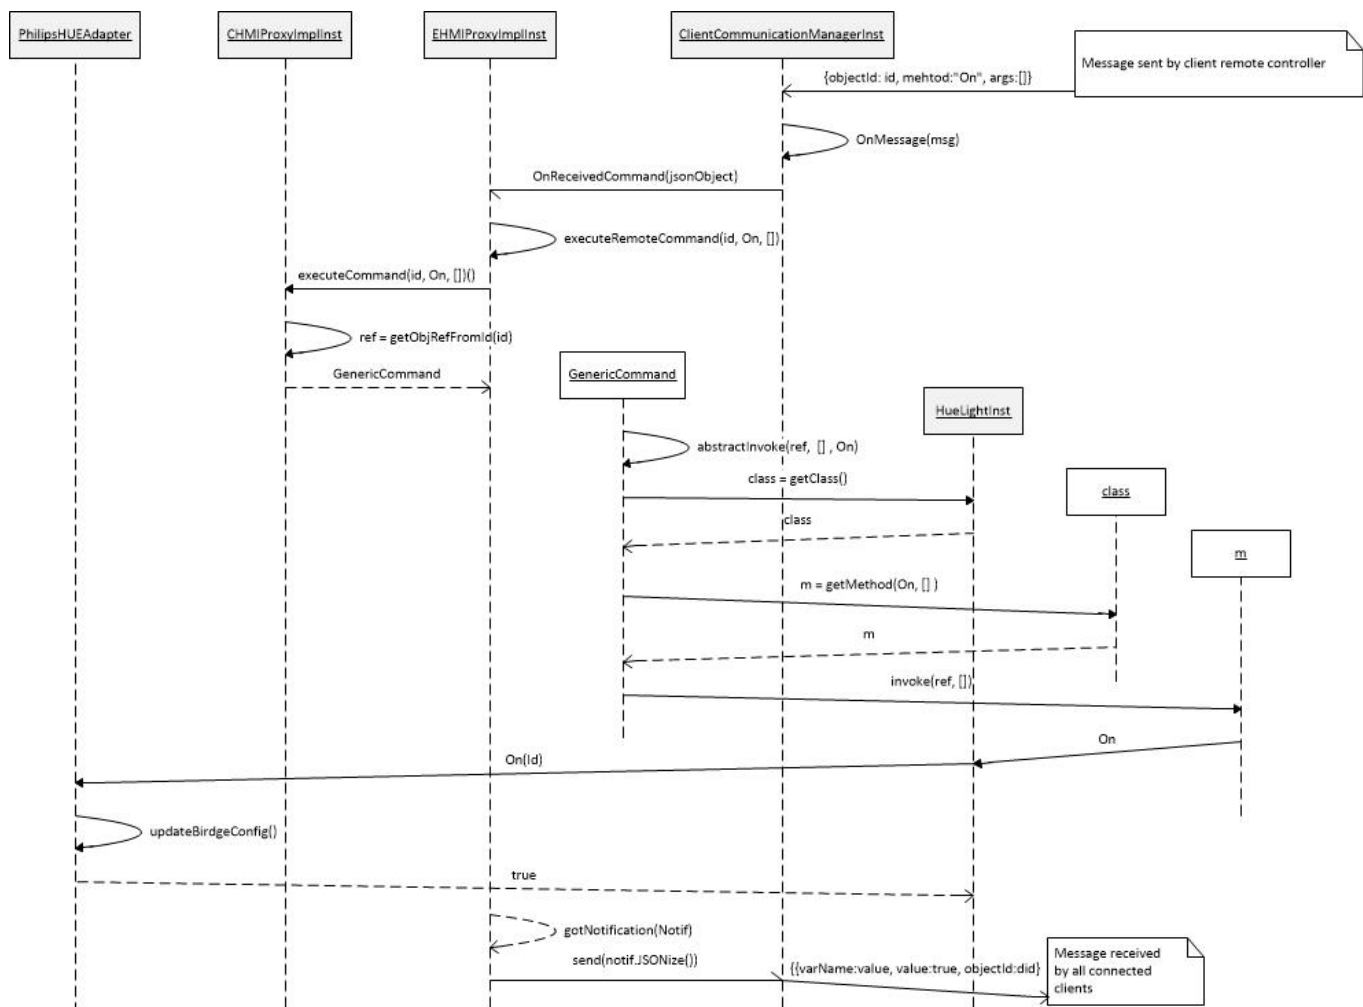 PhilipsHUEAdapter
CHMIProxyImplInst
EHMIProxyImplInst
ClientCommunicationManagerInst
Message sent by client remote controller
{objectId: id, mehtod:"On", args:[]}
OnMessage(msg)
OnReceivedCommand(jsonObject)
executeRemoteCommand(id, On, [])
executeCommand(id, On, [])()
ref = getObjRefFromId(id)
GenericCommand
GenericCommand
HueLightInst
abstractInvoke(ref, [] , On)
class = getClass()
class
class
m
m = getMethod(On, [] )
m
invoke(ref, [])
On
On(Id)
updateBirdgeConfig()
true
gotNotification(Notif)
send(notif.JSONize())
{{varName:value, value:true, objectId:did}
Message received
by all connected
clients